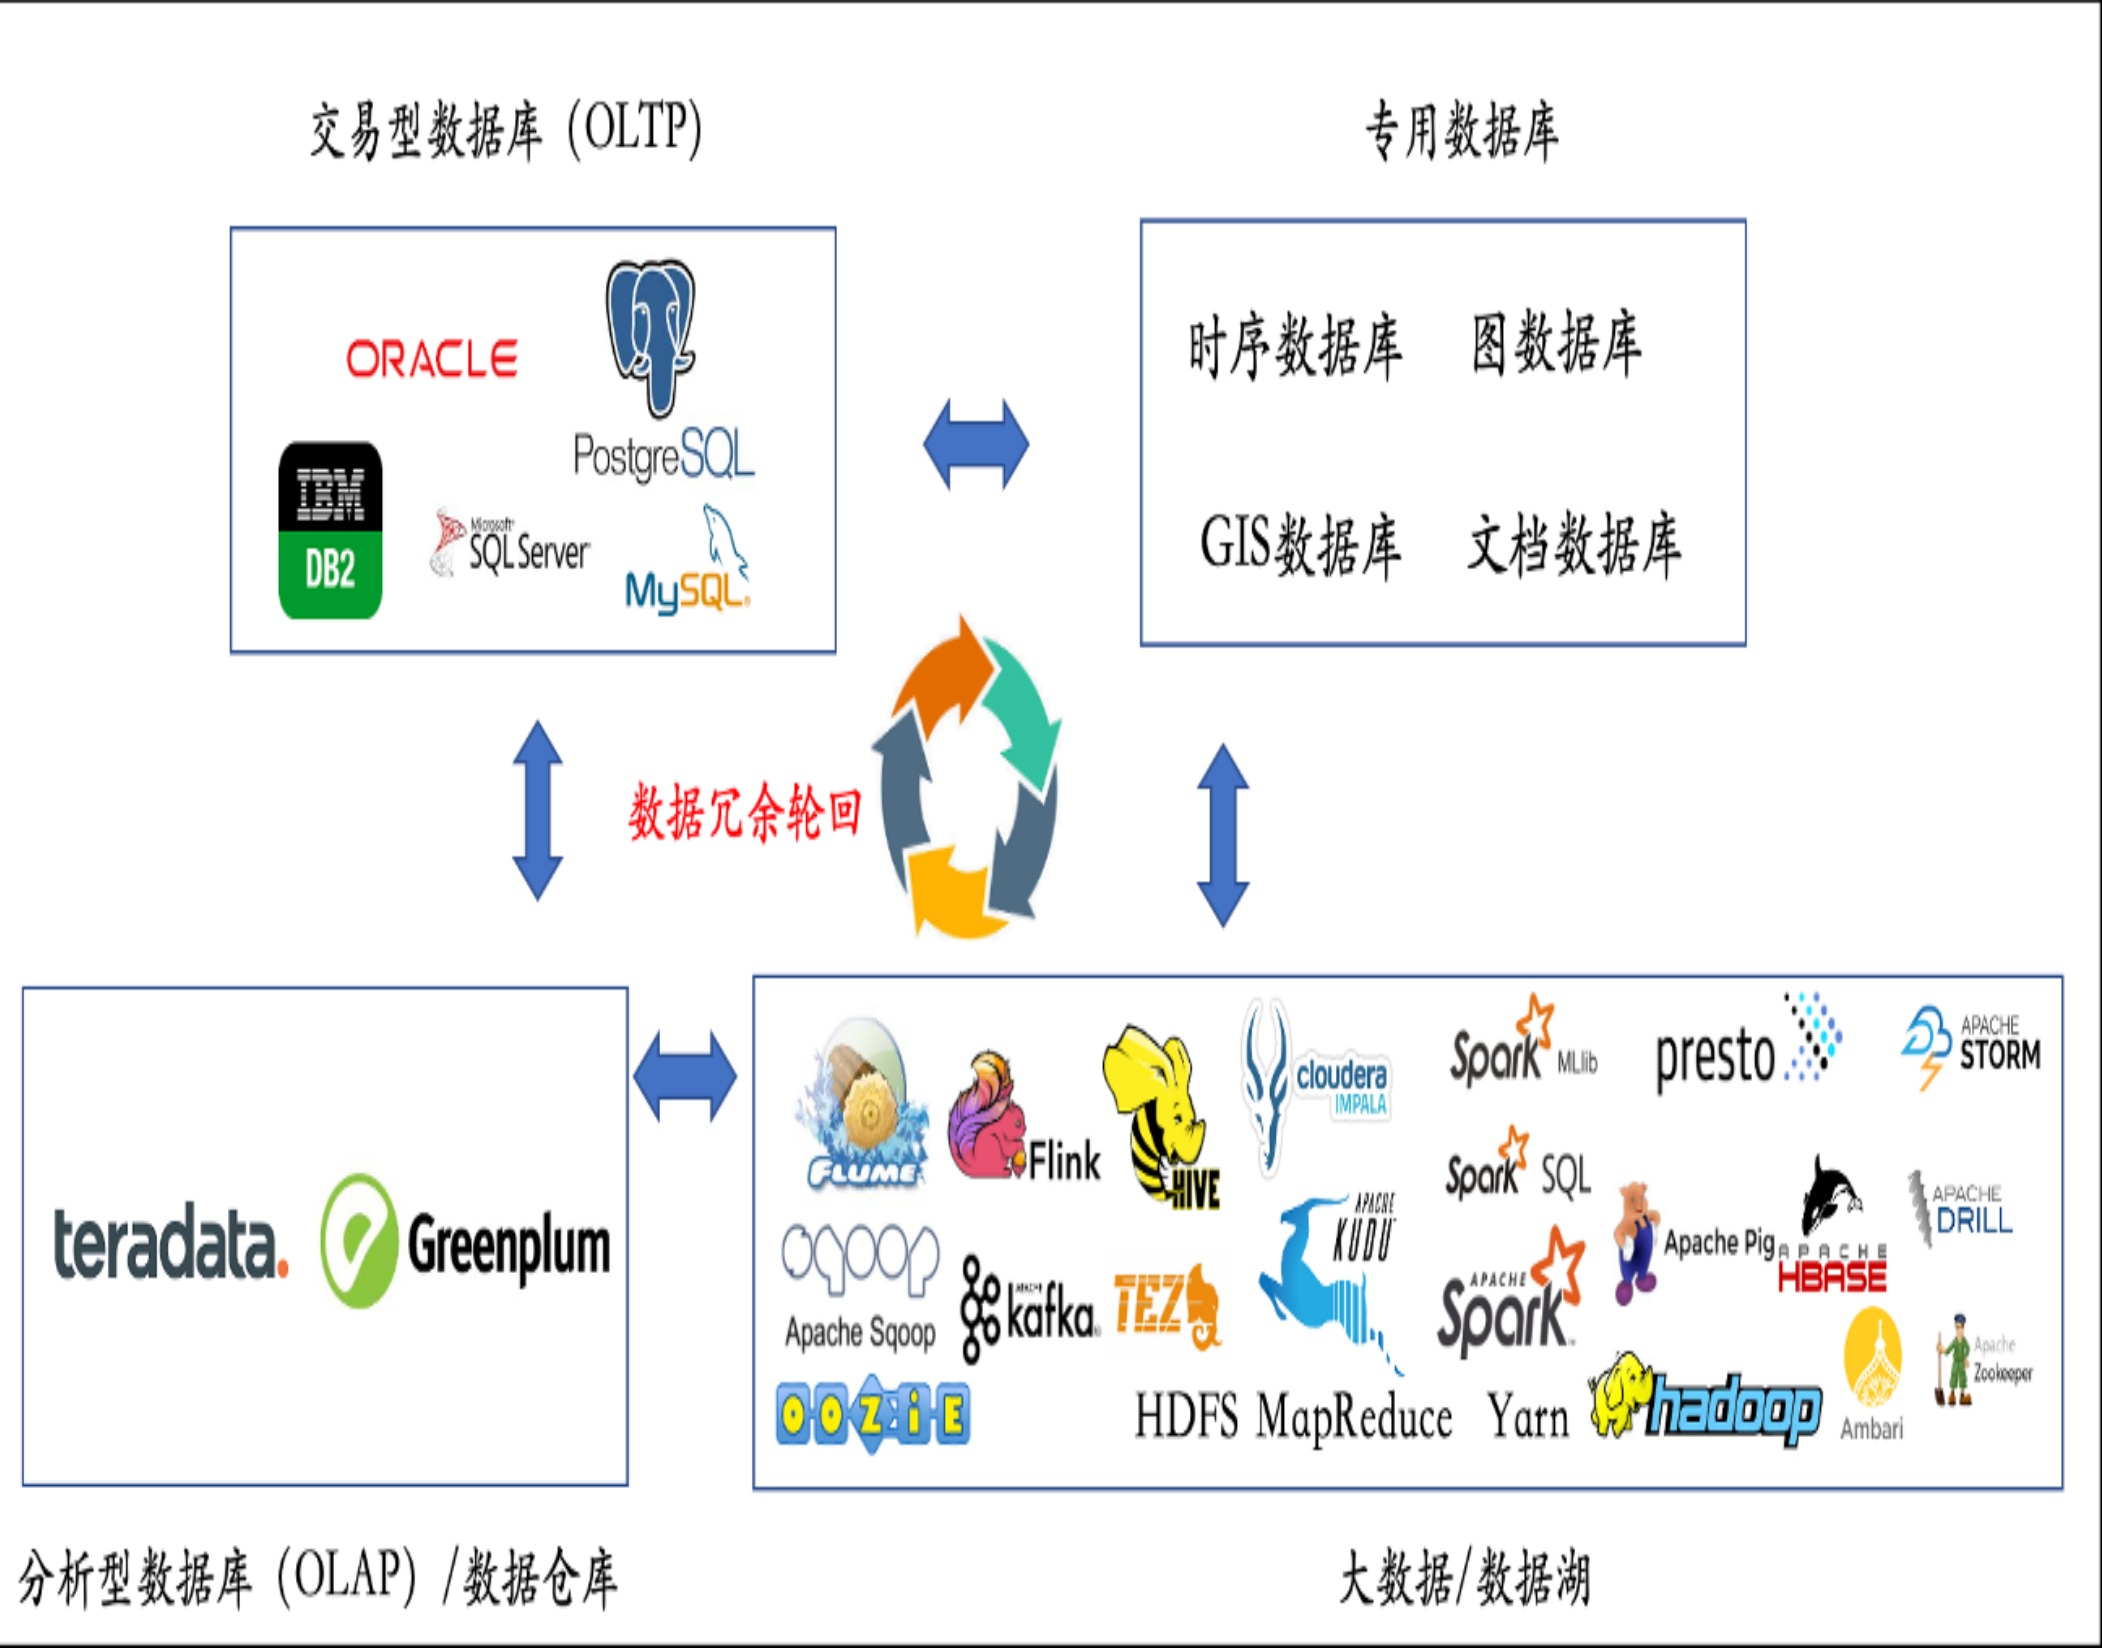 交易型数据库（OLTP）
专用数据库
ORACLE
PostgreSQL
IBM
DB2
Microsoft
SQL Server
MySQL
时序数据库 图数据库
GIS数据库 文档数据库
数据冗余轮回
teradata.
Greenplum
FLUME
Flink
HIVE
cloudera
IMPALA
Spark MLlib
presto
APACHE
STORM
Spark SQL
sqoop
Apache Sqoop
APACHE
kafka
TEZ
APACHE
KUDU
APACHE
Spark
Apache Pig
APACHE
HBASE
APACHE
DRILL
OOZiE
HDFS MapReduce Yarn
hadoop
Ambari
Apache
Zookeeper
分析型数据库（OLAP）/数据仓库
大数据/数据湖